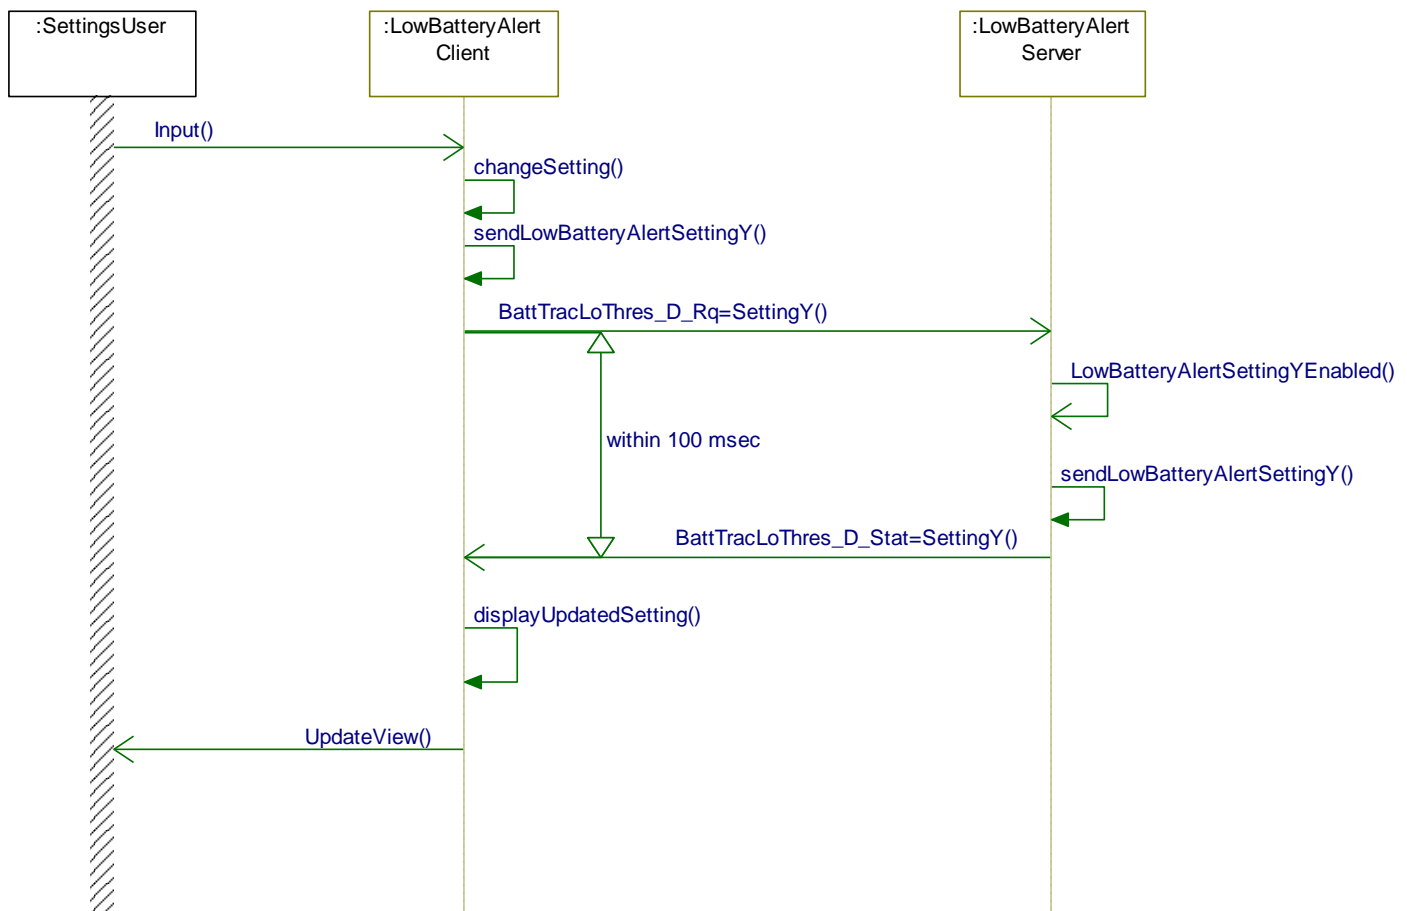 :SettingsUser
:LowBatteryAlert
Client
:LowBatteryAlert
Server
Input()
changeSetting()
sendLowBatteryAlertSettingY()
BattTracLoThres_D_Rq=SettingY()
LowBatteryAlertSettingYEnabled()
within 100 msec
sendLowBatteryAlertSettingY()
BattTracLoThres_D_Stat=SettingY()
displayUpdatedSetting()
UpdateView()